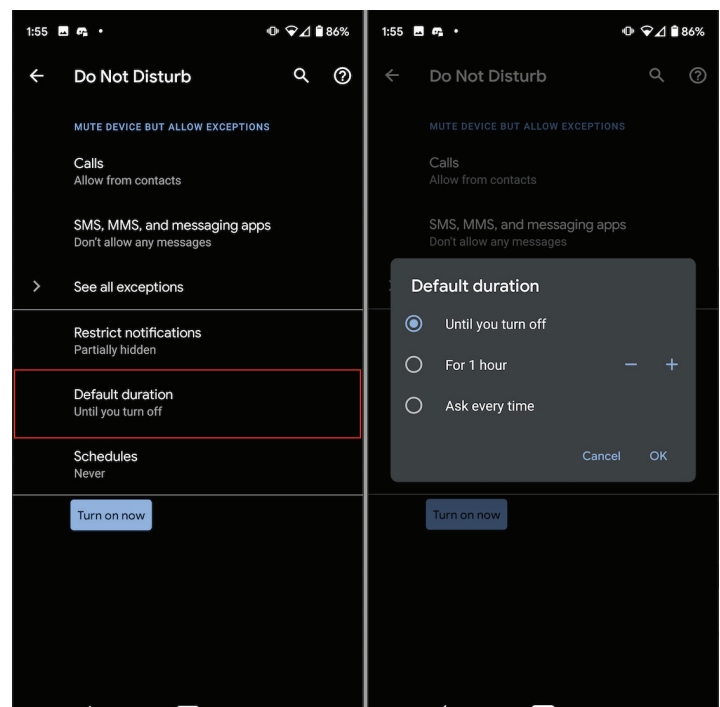 1:55
86%
Do Not Disturb
MUTE DEVICE BUT ALLOW EXCEPTIONS
Calls
Allow from contacts
SMS, MMS, and messaging apps
Don't allow any messages
See all exceptions
Restrict notifications
Partially hidden
Default duration
Until you turn off
Schedules
Never
Turn on now
1:55
86%
Do Not Disturb
MUTE DEVICE BUT ALLOW EXCEPTIONS
Calls
Allow from contacts
SMS, MMS, and messaging apps
Don't allow any messages
Default duration
Until you turn off
For 1 hour
Ask every time
Cancel OK
Turn on now